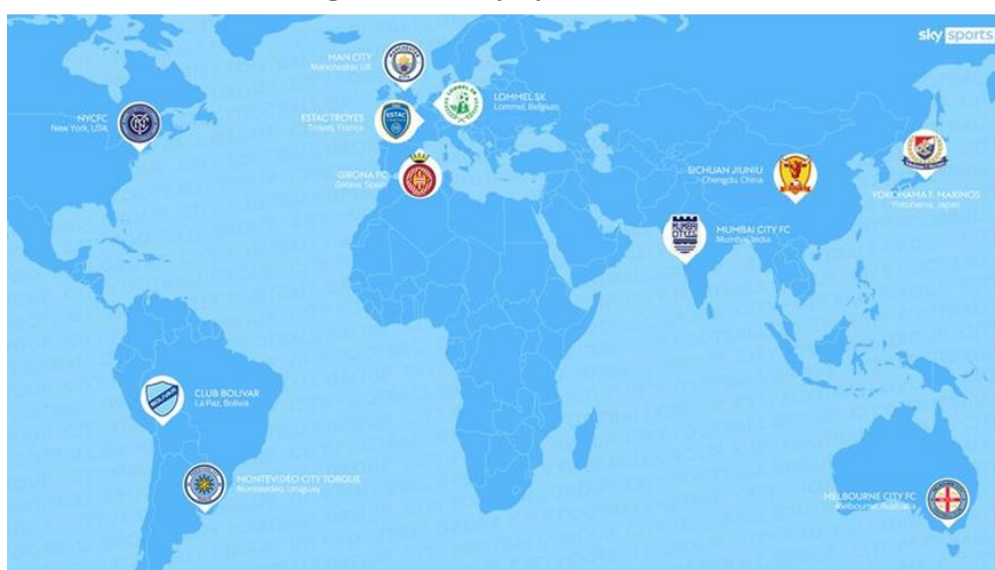 sky sports
MAN CITY
Manchester, UK
LOMMEL SK
Lommel, Belgium
NYCFC
New York, USA
ESTAC TROYES
Troyes, France
GIRONA FC
Girona, Spain
SICHUAN JIUNIU
Chengdu, China
YOKOHAMA F. MARINOS
Yokohama, Japan
MUMBAI CITY FC
Mumbai, India
CLUB BOLIVAR
La Paz, Bolivia
MONTEVIDEO CITY TORQUE
Montevideo, Uruguay
MELBOURNE CITY FC
Melbourne, Australia
ESTAC
BOLIVAR